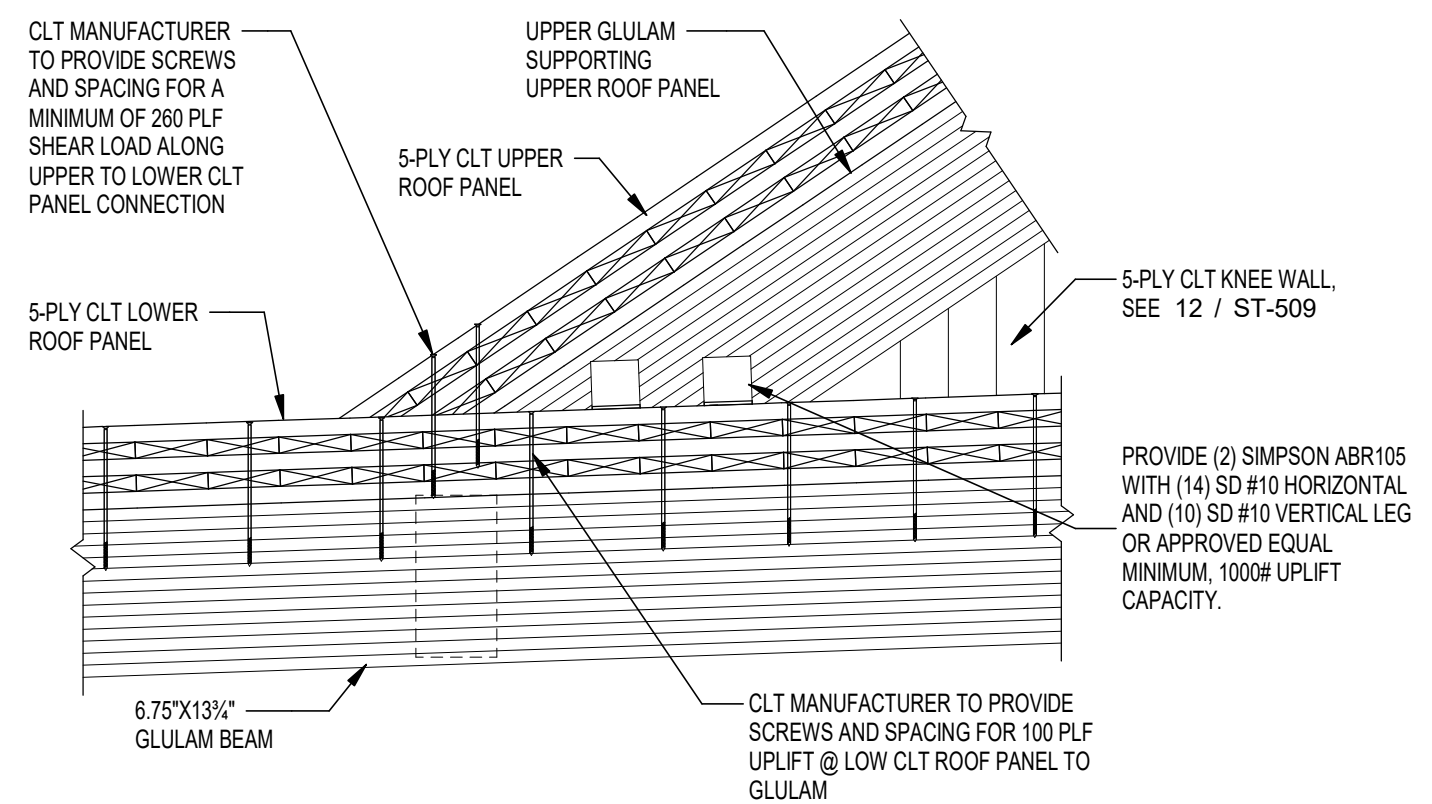 CLT MANUFACTURER
TO PROVIDE SCREWS
AND SPACING FOR A
MINIMUM OF 260 PLF
SHEAR LOAD ALONG
UPPER TO LOWER CLT
PANEL CONNECTION
UPPER GLULAM
SUPPORTING
UPPER ROOF PANEL
5-PLY CLT UPPER
ROOF PANEL
5-PLY CLT LOWER
ROOF PANEL
5-PLY CLT KNEE WALL,
SEE 12 / ST-509
PROVIDE (2) SIMPSON ABR105
WITH (14) SD #10 HORIZONTAL
AND (10) SD #10 VERTICAL LEG
OR APPROVED EQUAL
MINIMUM, 1000# UPLIFT
CAPACITY.
6.75"X13¾"
GLULAM BEAM
CLT MANUFACTURER TO PROVIDE
SCREWS AND SPACING FOR 100 PLF
UPLIFT @ LOW CLT ROOF PANEL TO
GLULAM